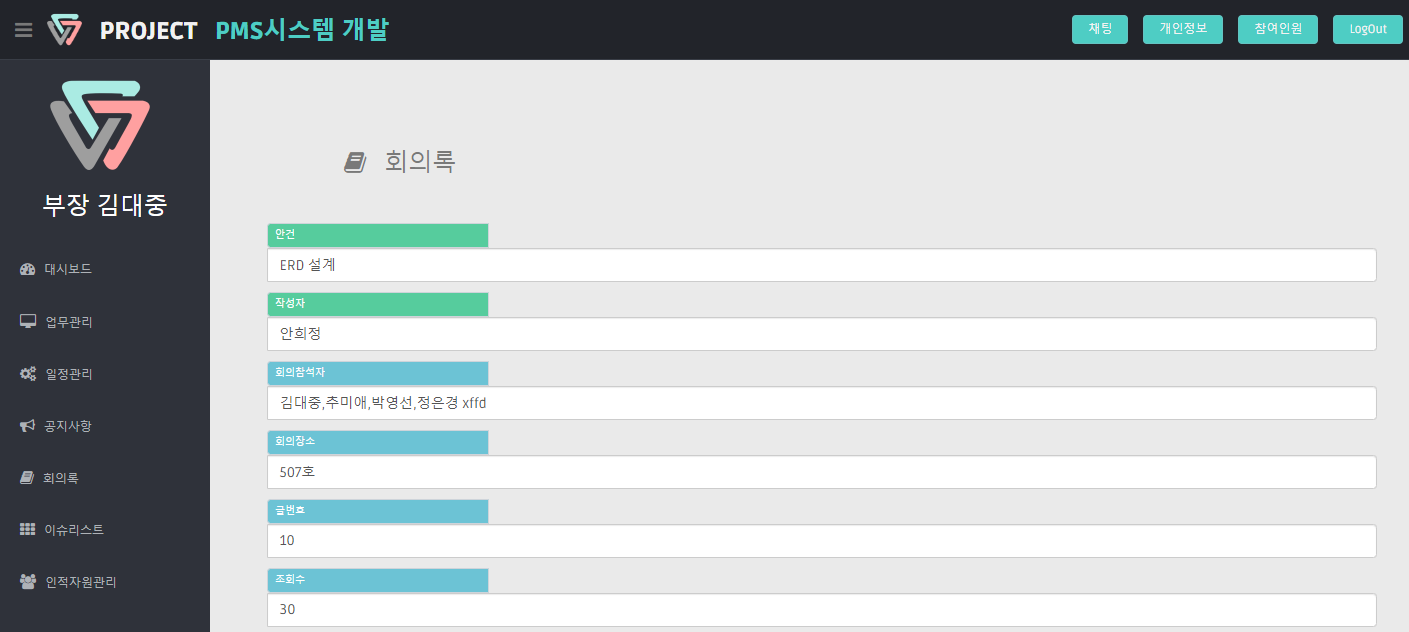 PROJECT PMS시스템 개발
채팅
개인정보
참여인원
LogOut
부장 김대중
대시보드
업무관리
일정관리
공지사항
회의록
이슈리스트
인적자원관리
회의록
안건
ERD 설계
작성자
안희정
회의참석자
김대중,추미애,박영선,정은경 xffd
회의장소
507호
글번호
10
조회수
30